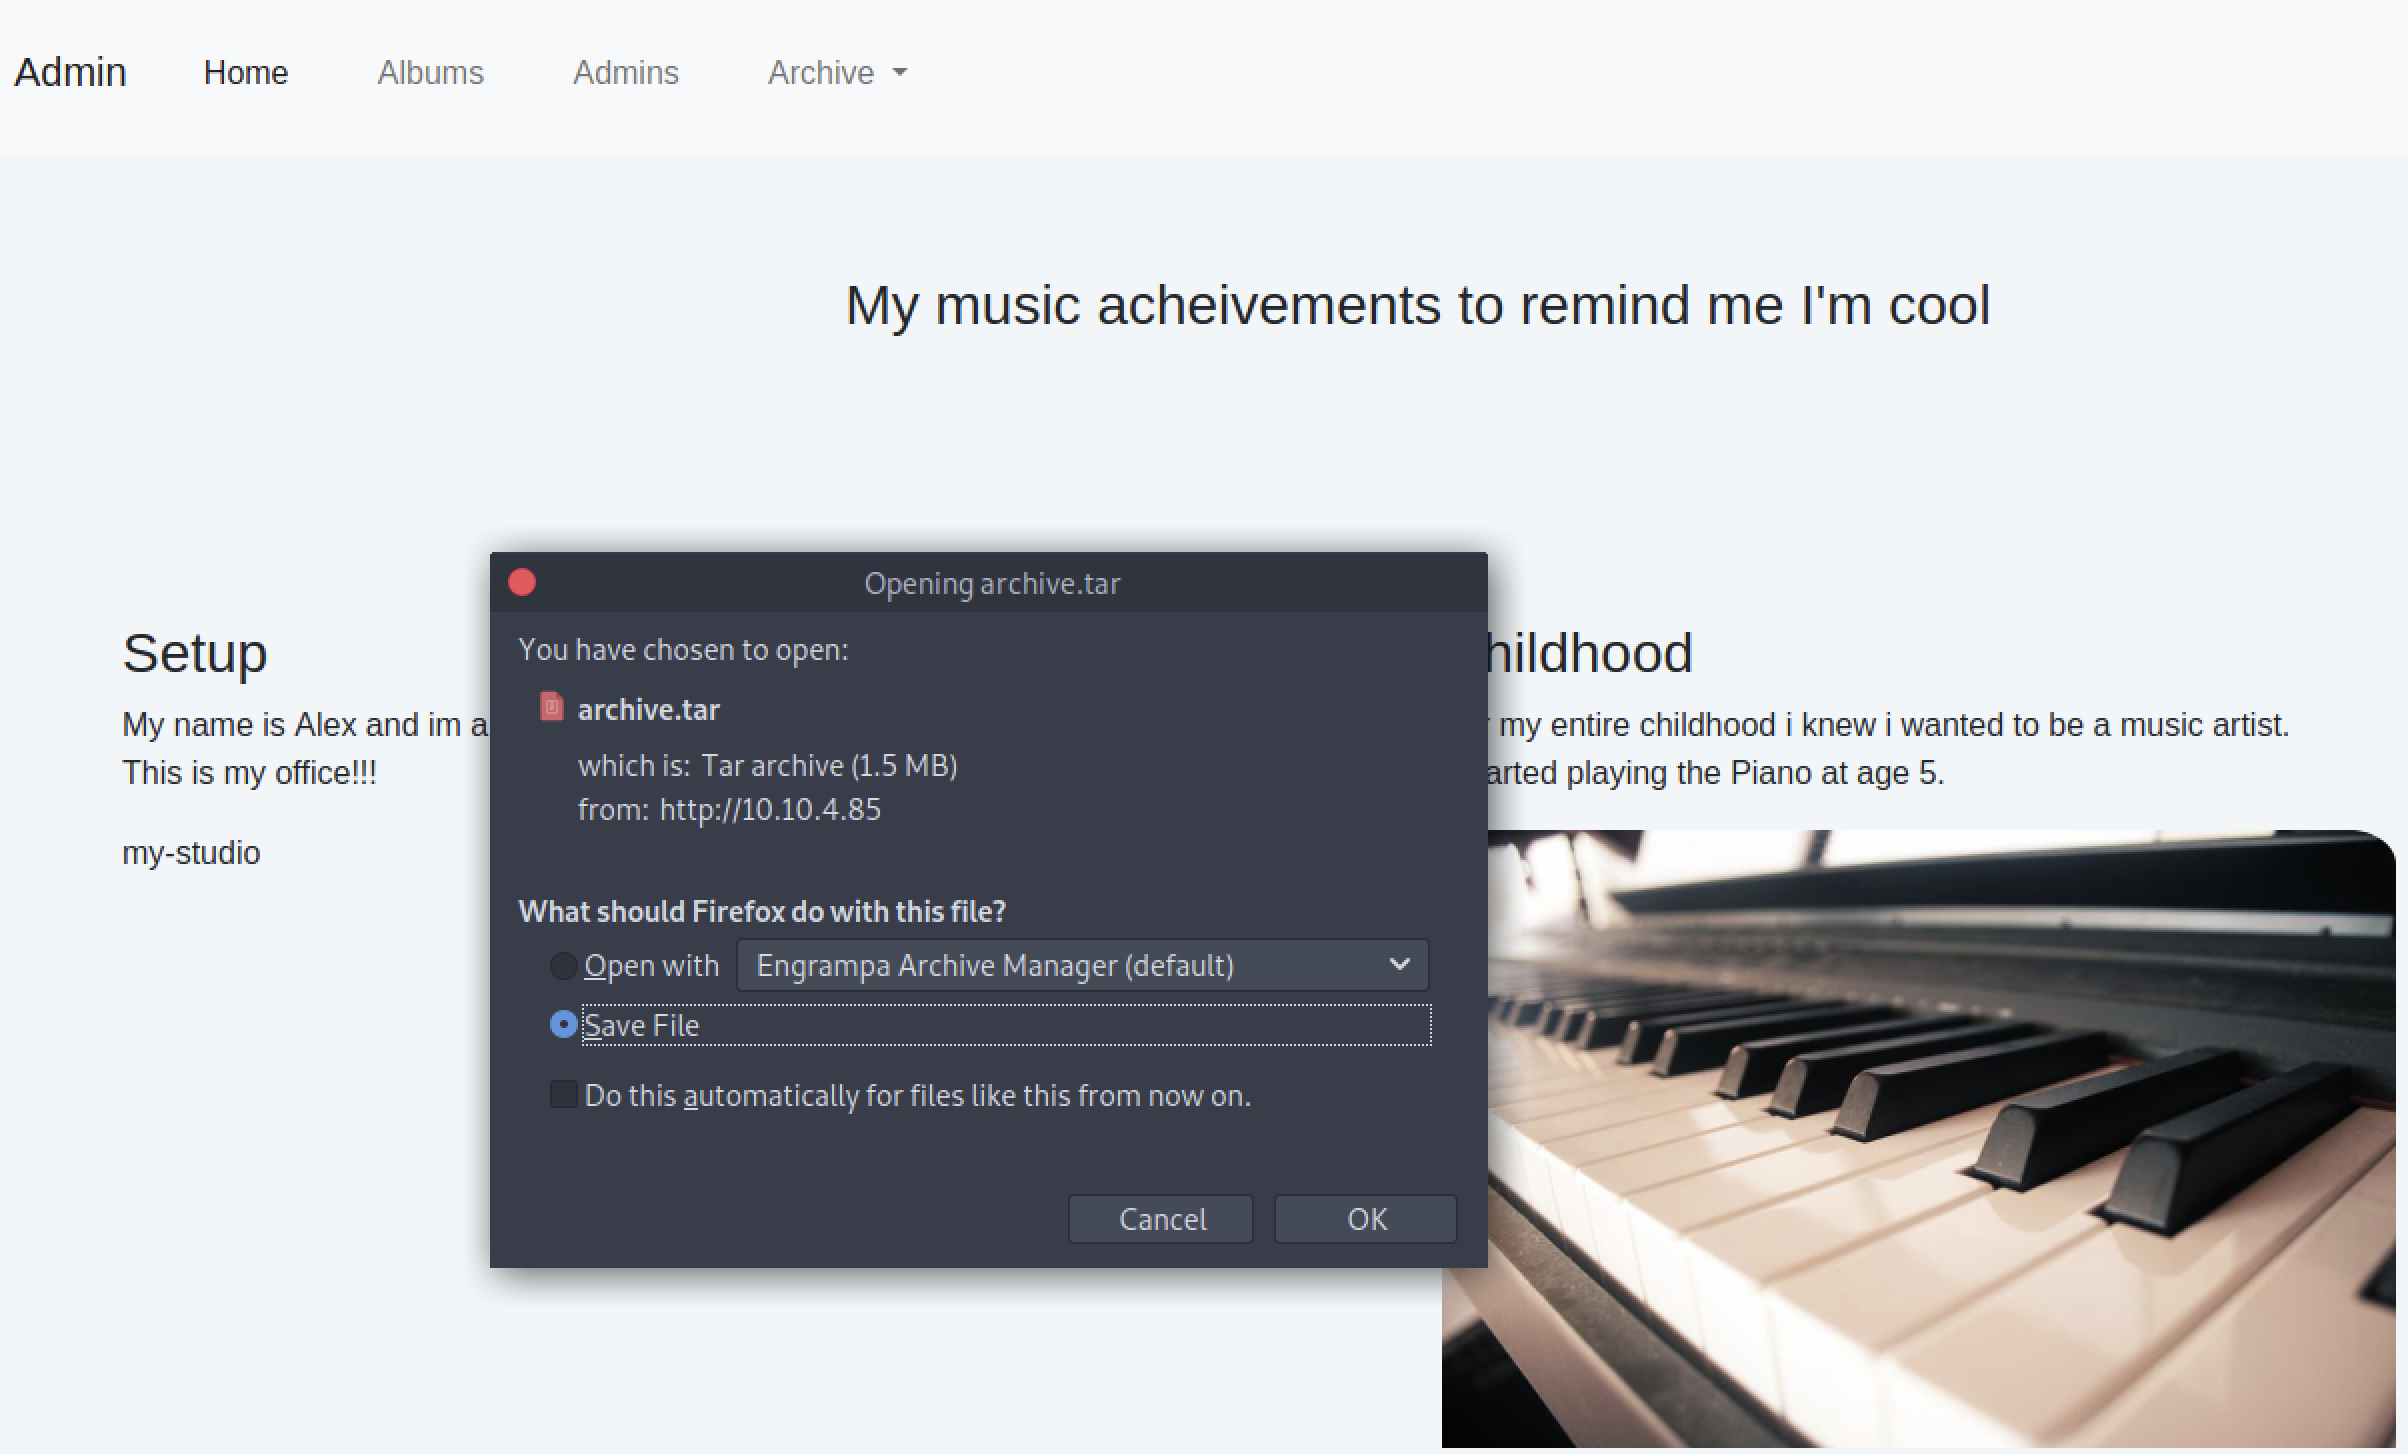 Admin Home Albums Admins Archive
My music acheivements to remind me I'm cool
Setup
My name is Alex and im a
This is my office!!!
my-studio
Opening archive.tar
You have chosen to open:
archive.tar
which is: Tar archive (1.5 MB)
from: http://10.10.4.85
What should Firefox do with this file?
Open with Engrampa Archive Manager (default)
Save File
Do this automatically for files like this from now on.
Cancel OK
hildhood
my entire childhood i knew i wanted to be a music artist.
arted playing the Piano at age 5.